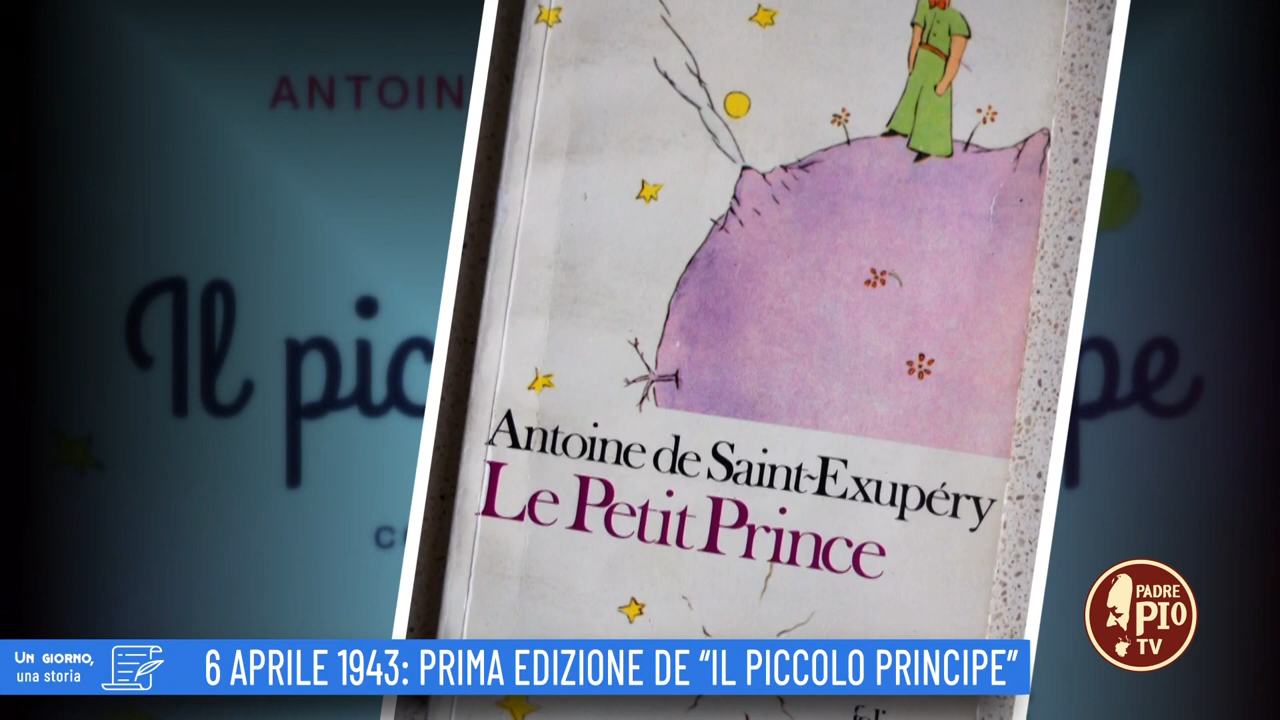 ANTOIN
Il pic
pe
Antoine de Saint-Exupéry
Le Petit Prince
PADRE
PIO
TV
UN GIORNO,
una storia
6 APRILE 1943: PRIMA EDIZIONE DE “IL PICCOLO PRINCIPE”